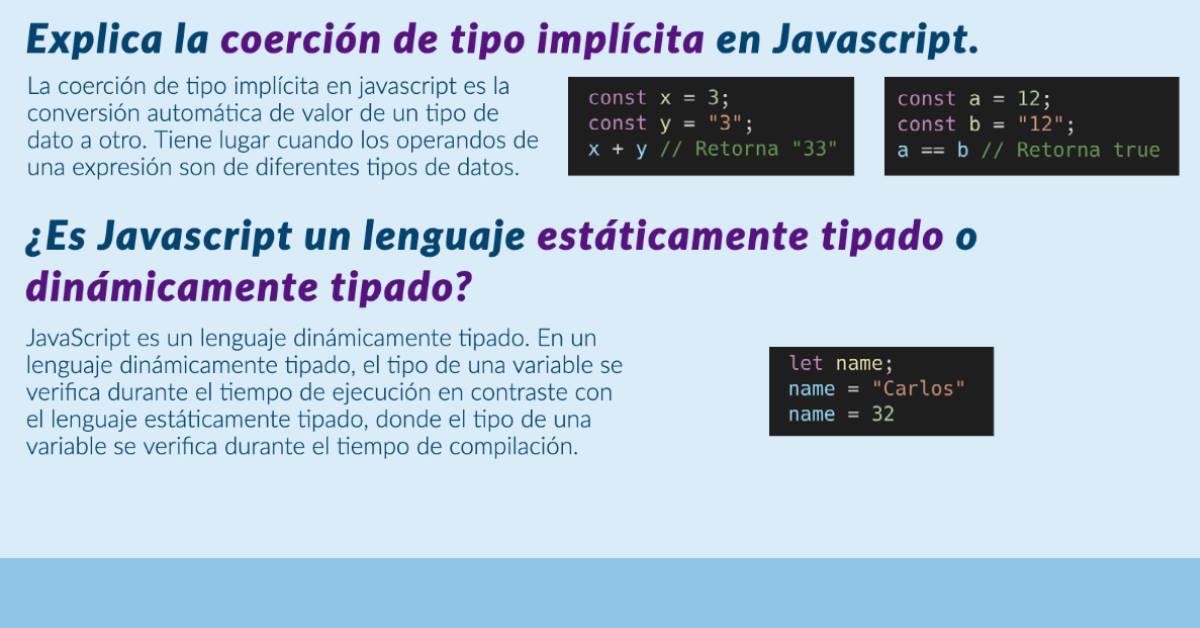 Explica la coerción de tipo implícita en Javascript.
La coerción de tipo implícita en javascript es la
conversión automática de valor de un tipo de
dato a otro. Tiene lugar cuando los operandos de
una expresión son de diferentes tipos de datos.
const x = 3;
const y = "3";
x + y // Retorna "33"
const a = 12;
const b = "12";
a == b // Retorna true
¿Es Javascript un lenguaje estáticamente tipado o
dinámicamente tipado?
JavaScript es un lenguaje dinámicamente tipado. En un
lenguaje dinámicamente tipado, el tipo de una variable se
verifica durante el tiempo de ejecución en contraste con
el lenguaje estáticamente tipado, donde el tipo de una
variable se verifica durante el tiempo de compilación.
let name;
name = "Carlos"
name = 32